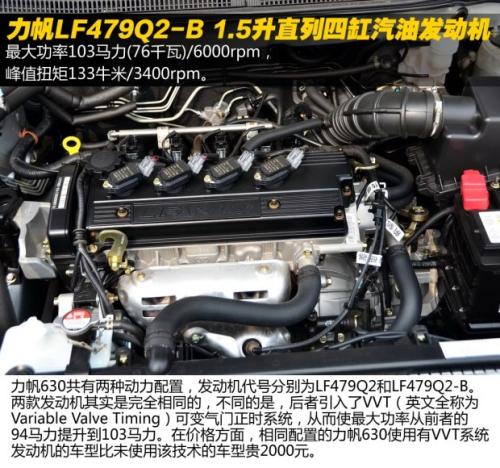 力帆LF479Q2-B 1.5升直列四缸汽油发动机
最大功率103马力(76千瓦)/6000rpm，
峰值扭矩133牛米/3400rpm。
LIFAN
力帆630共有两种动力配置，发动机代号分别为LF479Q2和LF479Q2-B。
两款发动机其实是完全相同的，不同的是，后者引入了VVT（英文全称为
Variable Valve Timing）可变气门正时系统，从而使最大功率从前者的
94马力提升到103马力。在价格方面，相同配置的力帆630使用有VVT系统
发动机的车型比未使用该技术的车型贵2000元。